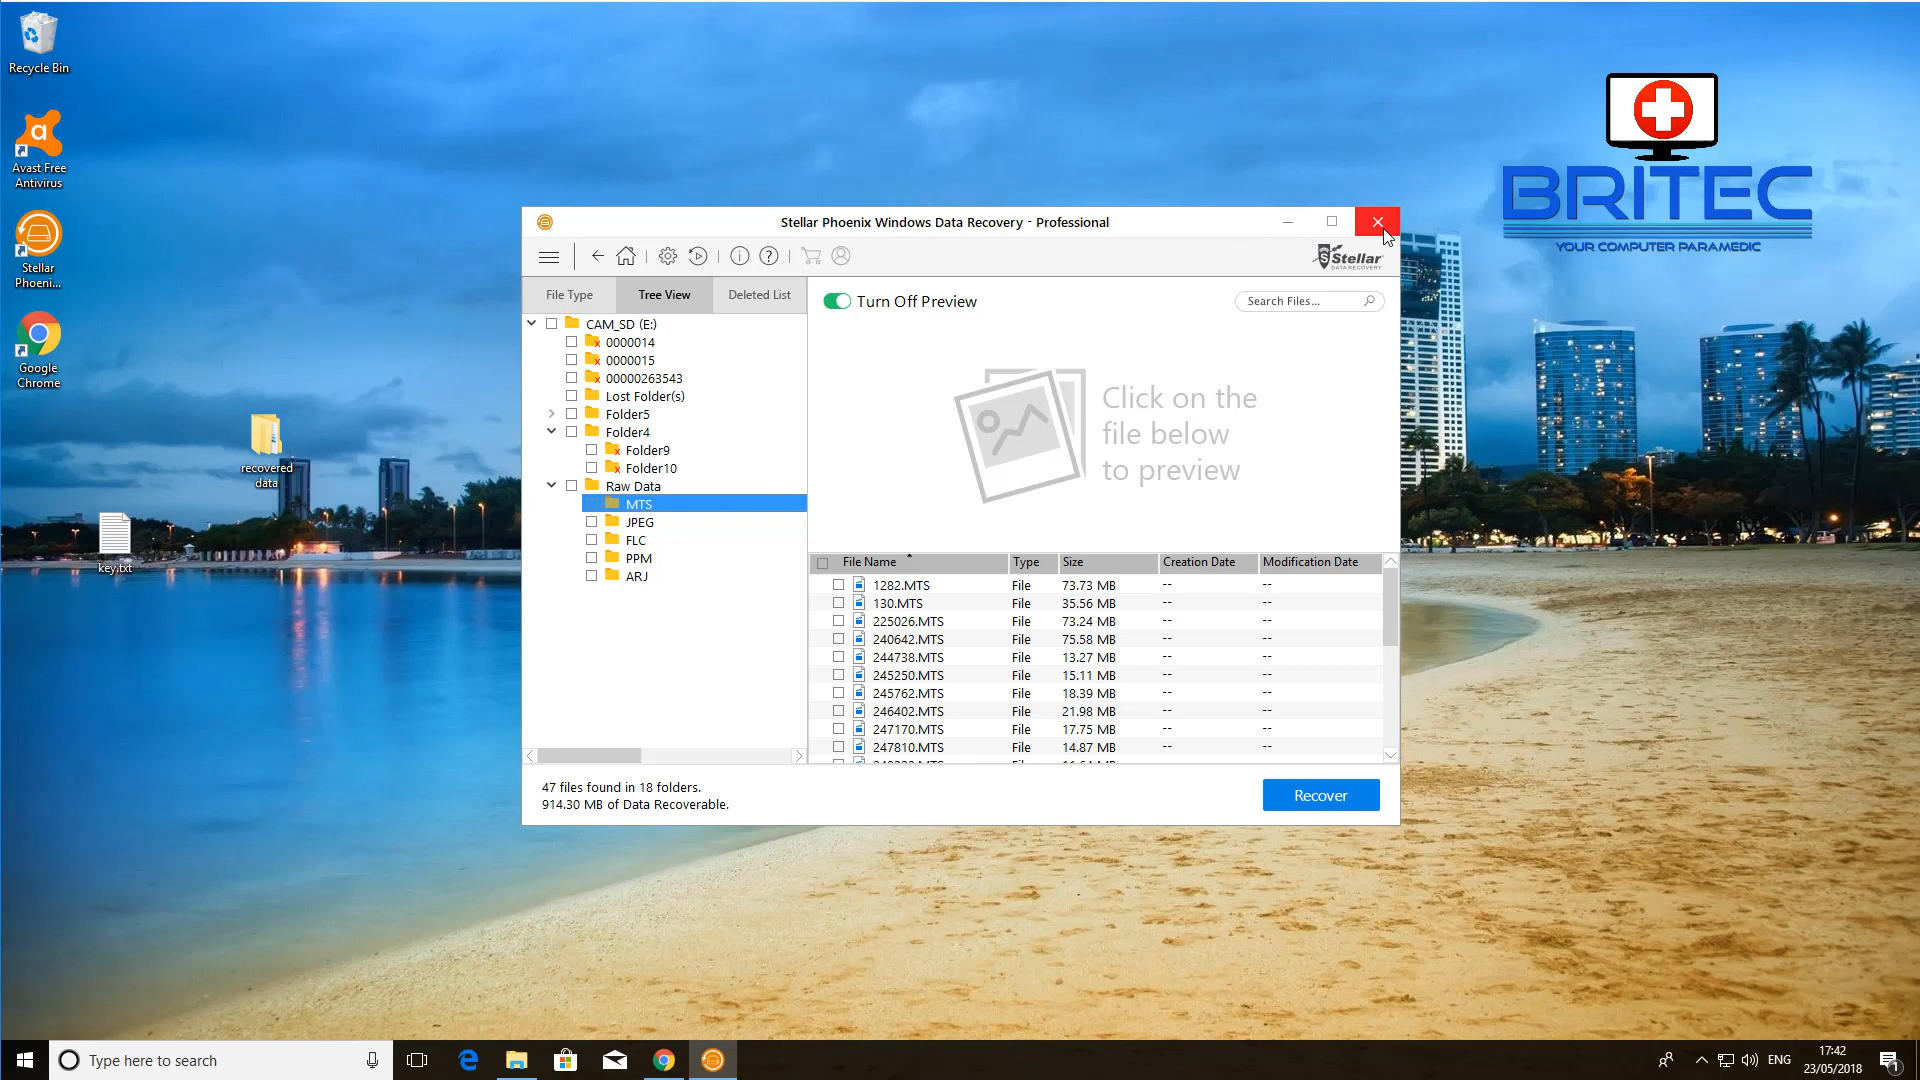 Recycle Bin
Avast Free
Antivirus
Stellar
Phoeni...
Google
Chrome
recovered
data
key.txt
BRITEC
YOUR COMPUTER PARAMEDIC
Stellar Phoenix Windows Data Recovery - Professional
Stellar
DATA RECOVERY
File Type
Tree View
Deleted List
CAM_SD (E:)
0000014
0000015
00000263543
Lost Folder(s)
Folder5
Folder4
Folder9
Folder10
Raw Data
MTS
JPEG
FLC
PPM
ARJ
Turn Off Preview
Search Files...
Click on the
file below
to preview
File Name Type Size Creation Date Modification Date
1282.MTS File 73.73 MB -- --
130.MTS File 35.56 MB -- --
225026.MTS File 73.24 MB -- --
240642.MTS File 75.58 MB -- --
244738.MTS File 13.27 MB -- --
245250.MTS File 15.11 MB -- --
245762.MTS File 18.39 MB -- --
246402.MTS File 21.98 MB -- --
247170.MTS File 17.75 MB -- --
247810.MTS File 14.87 MB -- --
47 files found in 18 folders.
914.30 MB of Data Recoverable.
Recover
Type here to search
ENG
17:42
23/05/2018
1